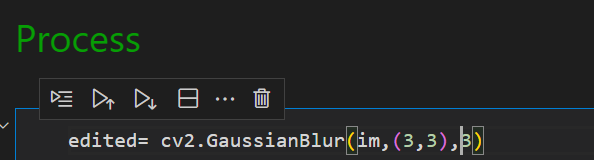 Process
edited= cv2.GaussianBlur(im,(3,3),3)